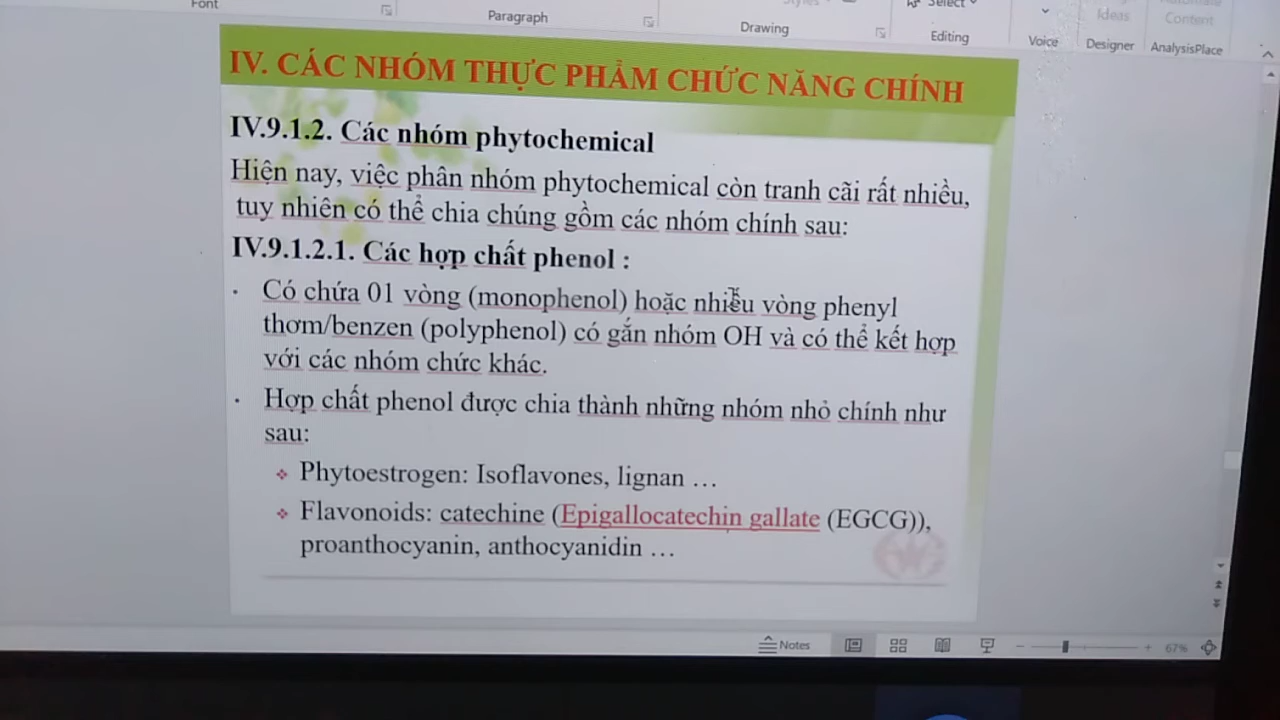 Font
Paragraph
Drawing
Select
Editing
Voice
Ideas
Designer
Content
AnalysisPlace
IV. CÁC NHÓM THỰC PHẨM CHỨC NĂNG CHÍNH
IV.9.1.2. Các nhóm phytochemical
Hiện nay, việc phân nhóm phytochemical còn tranh cãi rất nhiều,
tuy nhiên có thể chia chúng gồm các nhóm chính sau:
IV.9.1.2.1. Các hợp chất phenol :
· Có chứa 01 vòng (monophenol) hoặc nhiều vòng phenyl
thơm/benzen (polyphenol) có gắn nhóm OH và có thể kết hợp
với các nhóm chức khác.
· Hợp chất phenol được chia thành những nhóm nhỏ chính như
sau:
❖ Phytoestrogen: Isoflavones, lignan …
❖ Flavonoids: catechine (Epigallocatechin gallate (EGCG)),
proanthocyanin, anthocyanidin …
Notes
67%